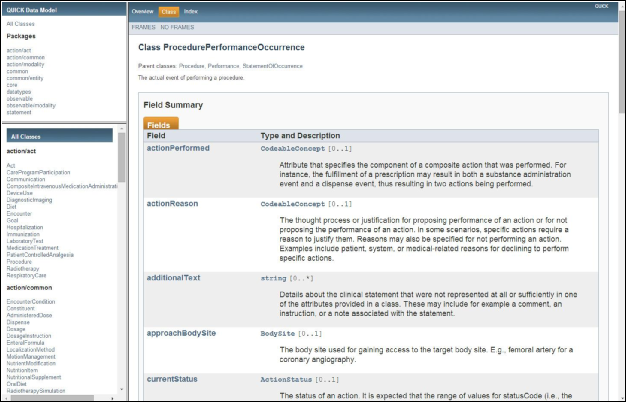 QUICK Data Model
All Classes
Packages
action/act
action/common
action/modality
common
common/entity
core
datatypes
observable
observable/modality
statement
All Classes
action/act
Act
CareProgramParticipation
Communication
CompositeIntravenousMedicationAdministratio
DeviceUse
DiagnosticImaging
Diet
Encounter
Goal
Hospitalization
Immunization
LaboratoryTest
MedicationTreatment
PatientControlledAnalgesia
Procedure
Radiotherapy
RespiratoryCare
action/common
EncounterCondition
Constituent
AdministeredDose
Dispense
Dosage
DosageInstruction
EnteralFormula
LocalizationMethod
MotionManagement
NutrientModification
NutritionItem
NutritionalSupplement
OralDiet
RadiotherapySimulation
Overview Class Index
QUICK
FRAMES NO FRAMES
Class ProcedurePerformanceOccurrence
Parent classes: Procedure, Performance, StatementOfOccurrence
The actual event of performing a procedure.
Field Summary
Fields
Field Type and Description
actionPerformed CodeableConcept [0..1]
Attribute that specifies the component of a composite action that was performed. For
instance, the fulfillment of a prescription may result in both a substance administration
event and a dispense event, thus resulting in two actions being performed.
actionReason CodeableConcept [0..1]
The thought process or justification for proposing performance of an action or for not
proposing the performance of an action. In some scenarios, specific actions require a
reason to justify them. Reasons may also be specified for not performing an action.
Examples include patient, system, or medical-related reasons for declining to perform
specific actions.
additionalText string [0..*]
Details about the clinical statement that were not represented at all or sufficiently in one
of the attributes provided in a class. These may include for example a comment, an
instruction, or a note associated with the statement.
approachBodySite BodySite [0..1]
The body site used for gaining access to the target body site. E.g., femoral artery for a
coronary angiography.
currentStatus ActionStatus [0..1]
The status of an action. It is expected that the range of values for statusCode (i.e., the